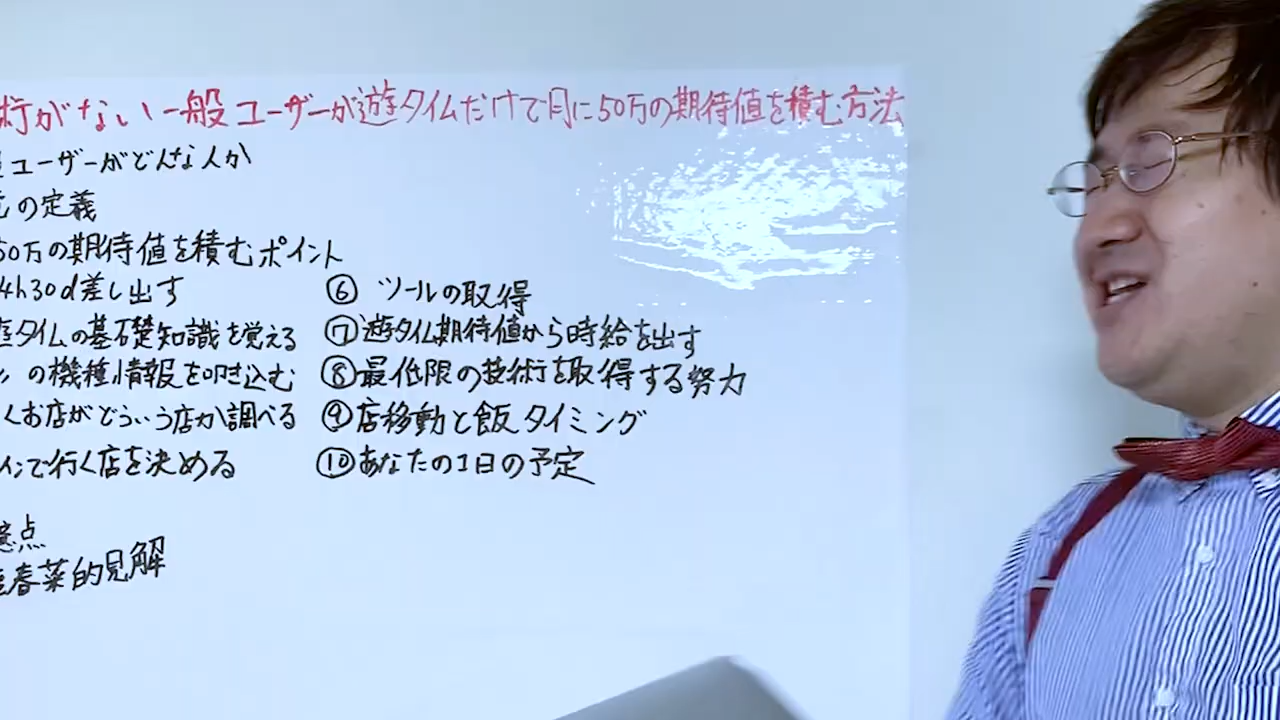 術がない一般ユーザーが遊タイムだけで月に50万の期待値を積む方法
ユーザーがどんな人か
の定義
50万の期待値を積むポイント
4h30d差し出す
遊タイムの基礎知識を覚える
〃の機種情報を叩き込む
くお店がどういう店か調べる
インで行く店を決める
⑥ ツールの取得
⑦遊タイム期待値から時給を出す
⑧最低限の技術を取得する努力
⑨店移動と飯タイミング
⑩あなたの1日の予定
意点
春菜的見解